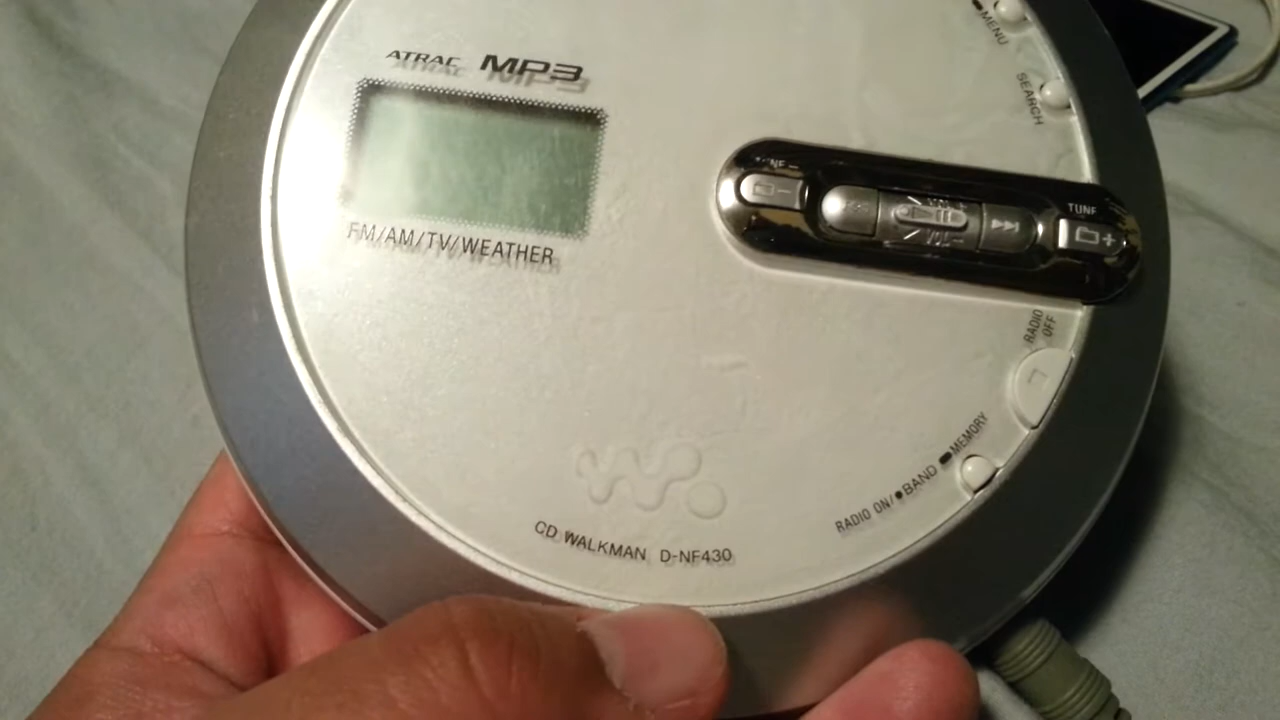 ATRAC MP3
FM/AM/TV/WEATHER
MENU
SEARCH
TUNE
VOL
TUNE
RADIO
OFF
RADIO ON/●BAND ▬MEMORY
CD WALKMAN D-NF430